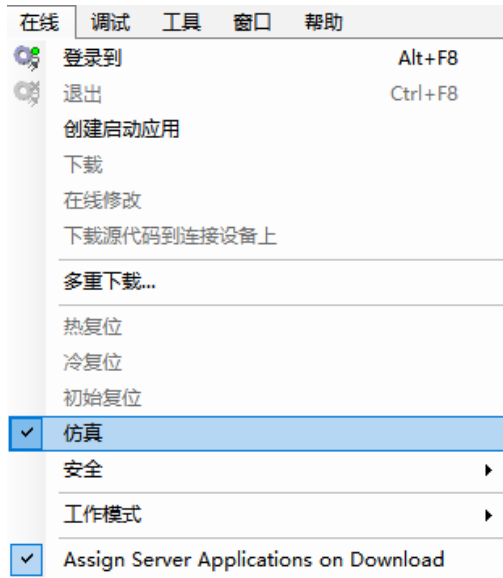 在线 调试 工具 窗口 帮助
登录到 Alt+F8
退出 Ctrl+F8
创建启动应用
下载
在线修改
下载源代码到连接设备上
多重下载...
热复位
冷复位
初始复位
仿真
安全
工作模式
Assign Server Applications on Download